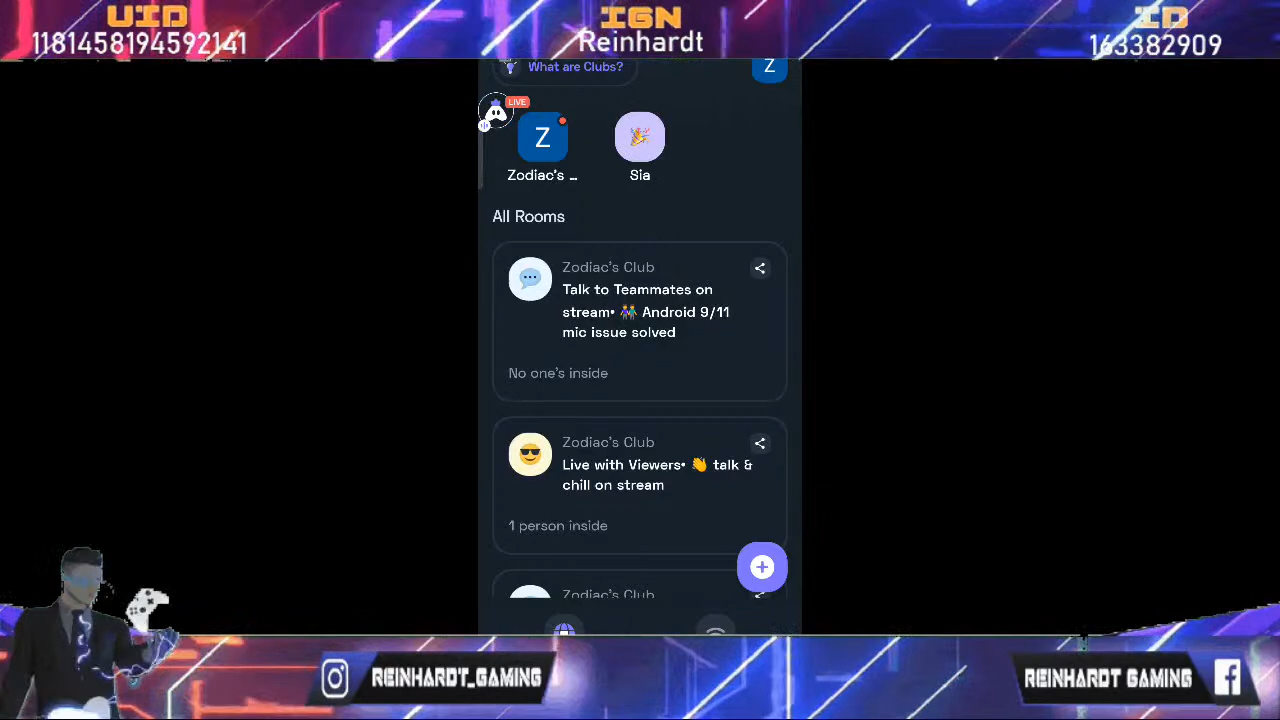 UID
1181458194592141
IGN
Reinhardt
ID
163382909
What are Clubs?
Z
LIVE
Z
Zodiac's ...
Sia
All Rooms
Zodiac's Club
Talk to Teammates on
stream• 👫 Android 9/11
mic issue solved
No one's inside
Zodiac's Club
Live with Viewers• 👋 talk &
chill on stream
1 person inside
Zodiac's Club
REINHARDT_GAMING
REINHARDT GAMING